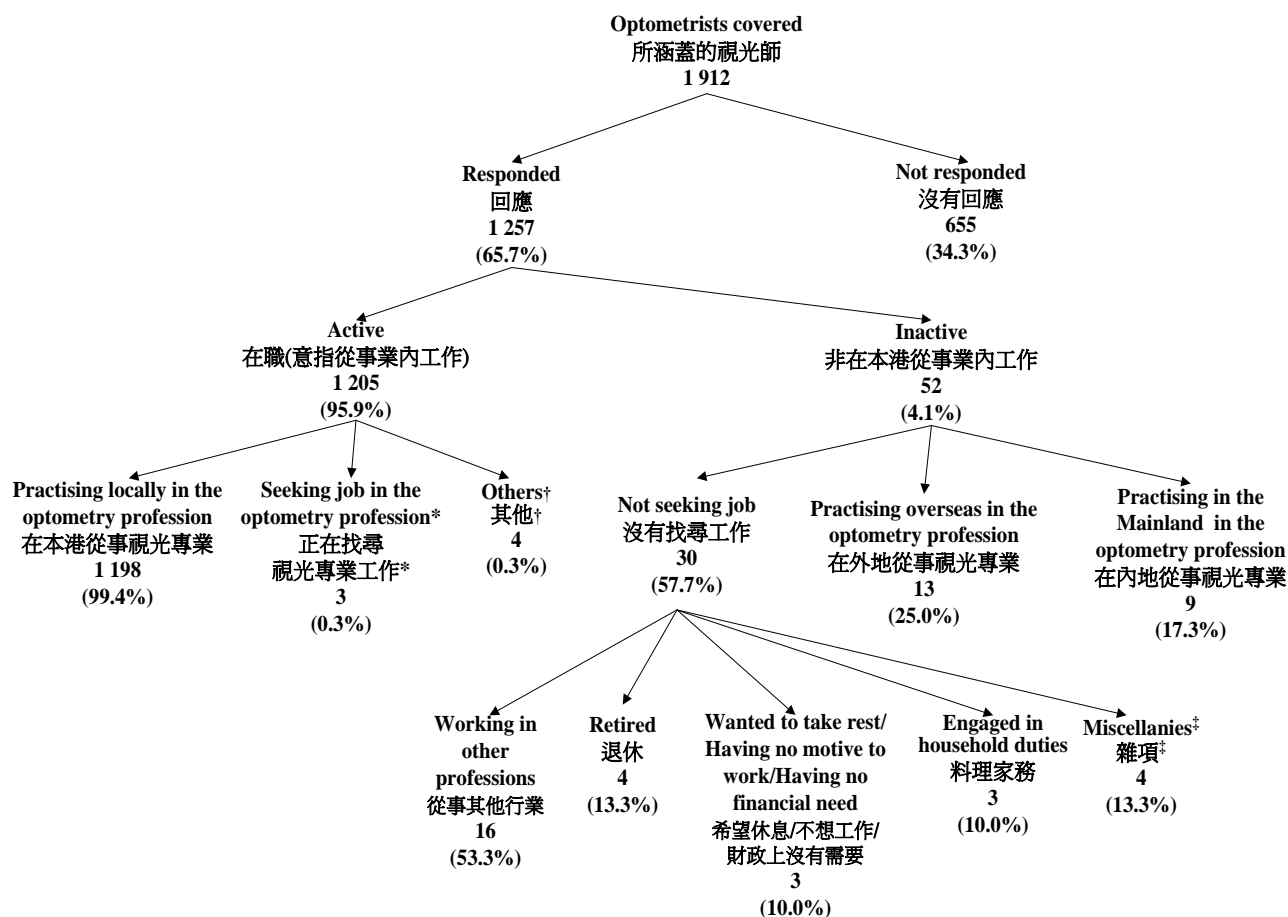 Optometrists covered
所涵蓋的視光師
1 912
Responded
回應
1 257
(65.7%)
Not responded
沒有回應
655
(34.3%)
Active
在職(意指從事業內工作)
1 205
(95.9%)
Inactive
非在本港從事業內工作
52
(4.1%)
Practising locally in the
optometry profession
在本港從事視光專業
1 198
(99.4%)
Seeking job in the
optometry profession*
正在找尋
視光專業工作*
3
(0.3%)
Others†
其他†
4
(0.3%)
Not seeking job
沒有找尋工作
30
(57.7%)
Practising overseas in the
optometry profession
在外地從事視光專業
13
(25.0%)
Practising in the
Mainland in the
optometry profession
在內地從事視光專業
9
(17.3%)
Working in
other
professions
從事其他行業
16
(53.3%)
Retired
退休
4
(13.3%)
Wanted to take rest/
Having no motive to
work/Having no
financial need
希望休息/不想工作/
財政上沒有需要
3
(10.0%)
Engaged in
household duties
料理家務
3
(10.0%)
Miscellanies‡
雜項‡
4
(13.3%)